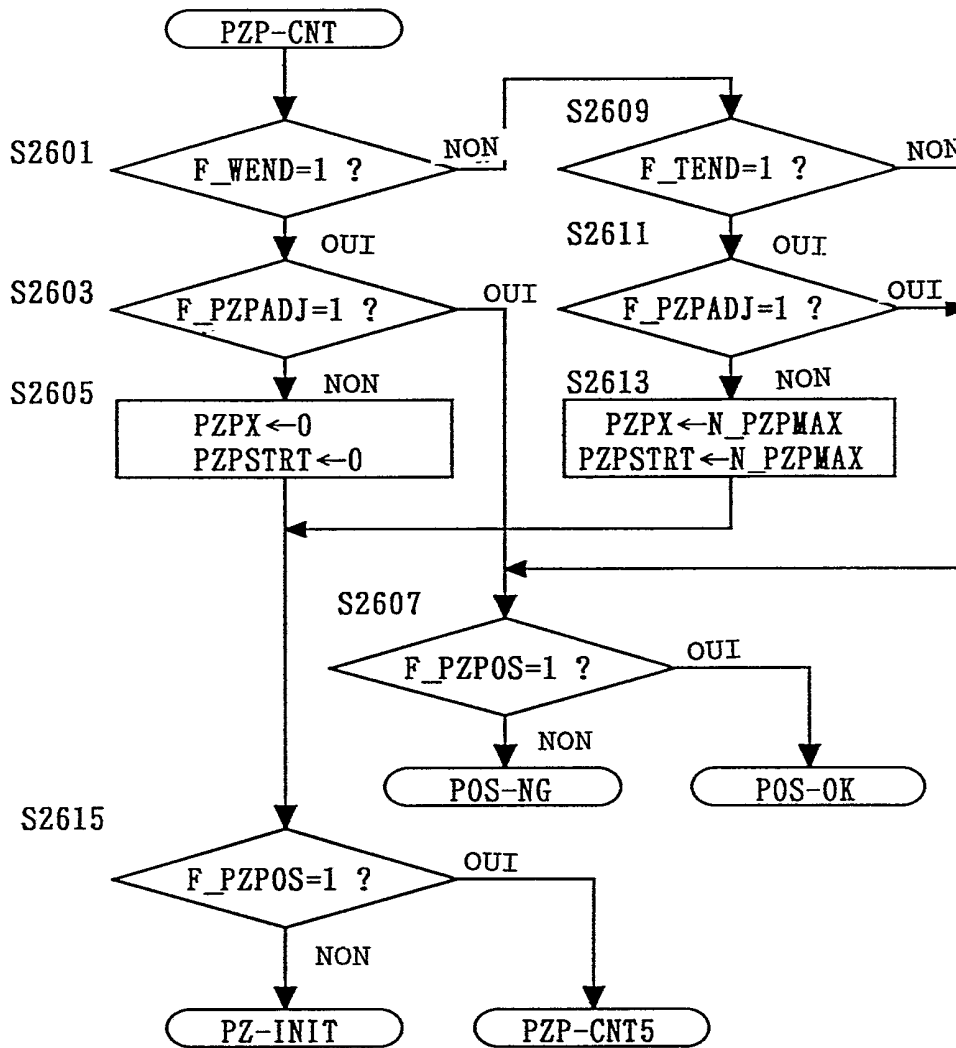 PZP-CNT
S2601
F_WEND=1 ?
NON
S2609
F_TEND=1 ?
NON
OUI
S2603
F_PZPADJ=1 ?
OUI
S2611
OUI
F_PZPADJ=1 ?
OUI
S2605
NON
PZPX←0
PZPSTRT←0
S2613
NON
PZPX←N_PZPMAX
PZPSTRT←N_PZPMAX
S2607
F_PZPOS=1 ?
OUI
NON
POS-NG
POS-OK
S2615
F_PZPOS=1 ?
OUI
NON
PZ-INIT
PZP-CNT5